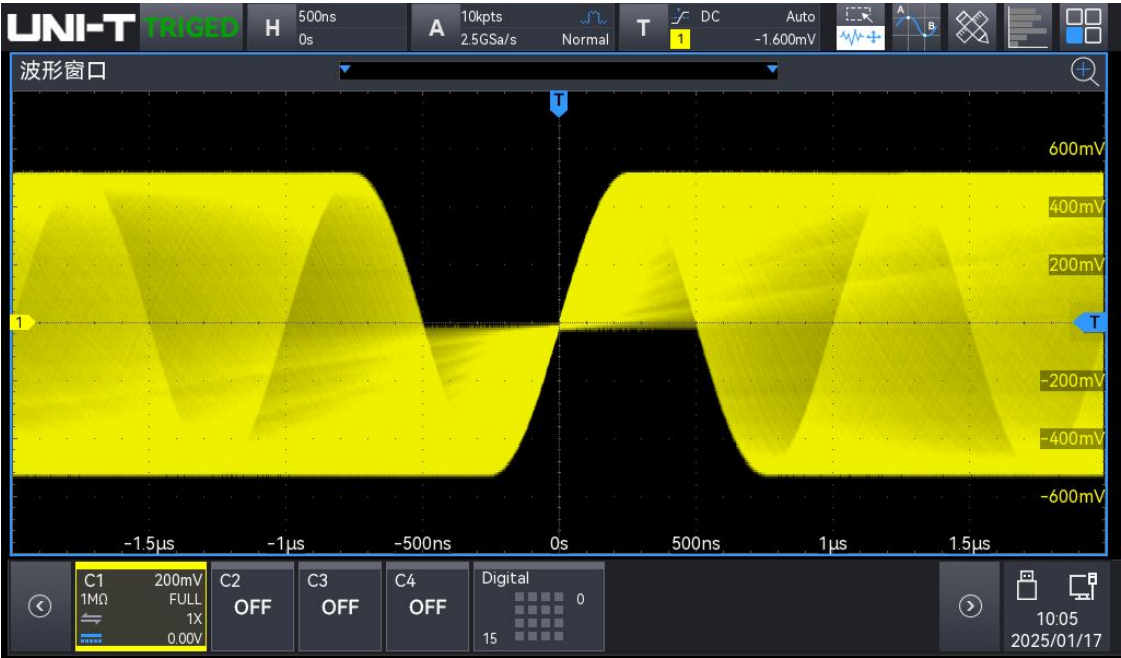 UNI-T TRIGED H 500ns A 10kpts T DC Auto
0s 2.5GSa/s Normal 1 -1.600mV
A B
波形窗口
T
600mV
400mV
200mV
1 T
-200mV
-400mV
-600mV
-1.5μs -1μs -500ns 0s 500ns 1μs 1.5μs
C1 200mV C2 C3 C4 Digital
1MΩ FULL OFF OFF OFF 0
1X
0.00V 15
10:05
2025/01/17